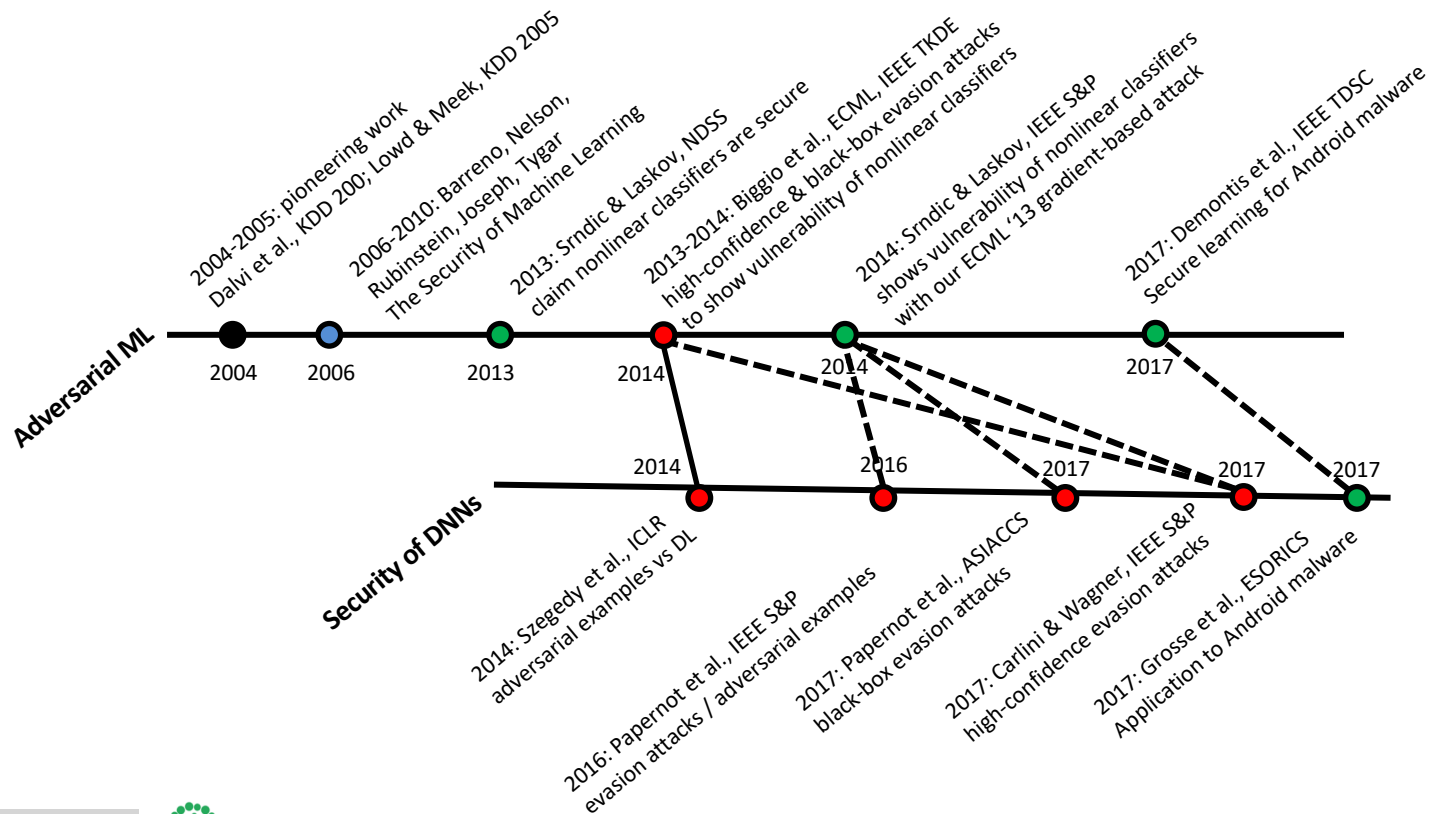 2004-2005: pioneering work
Dalvi et al., KDD 200; Lowd & Meek, KDD 2005
2006-2010: Barreno, Nelson,
Rubinstein, Joseph, Tygar
The Security of Machine Learning
2013: Srndic & Laskov, NDSS
claim nonlinear classifiers are secure
2013-2014: Biggio et al., ECML, IEEE TKDE
high-confidence & black-box evasion attacks
to show vulnerability of nonlinear classifiers
2014: Srndic & Laskov, IEEE S&P
shows vulnerability of nonlinear classifiers
with our ECML ‘13 gradient-based attack
2017: Demontis et al., IEEE TDSC
Secure learning for Android malware
Adversarial ML
2004
2006
2013
2014
2014
2017
Security of DNNs
2014
2016
2017
2017
2017
2014: Szegedy et al., ICLR
adversarial examples vs DL
2016: Papernot et al., IEEE S&P
evasion attacks / adversarial examples
2017: Papernot et al., ASIACCS
black-box evasion attacks
2017: Carlini & Wagner, IEEE S&P
high-confidence evasion attacks
2017: Grosse et al., ESORICS
Application to Android malware